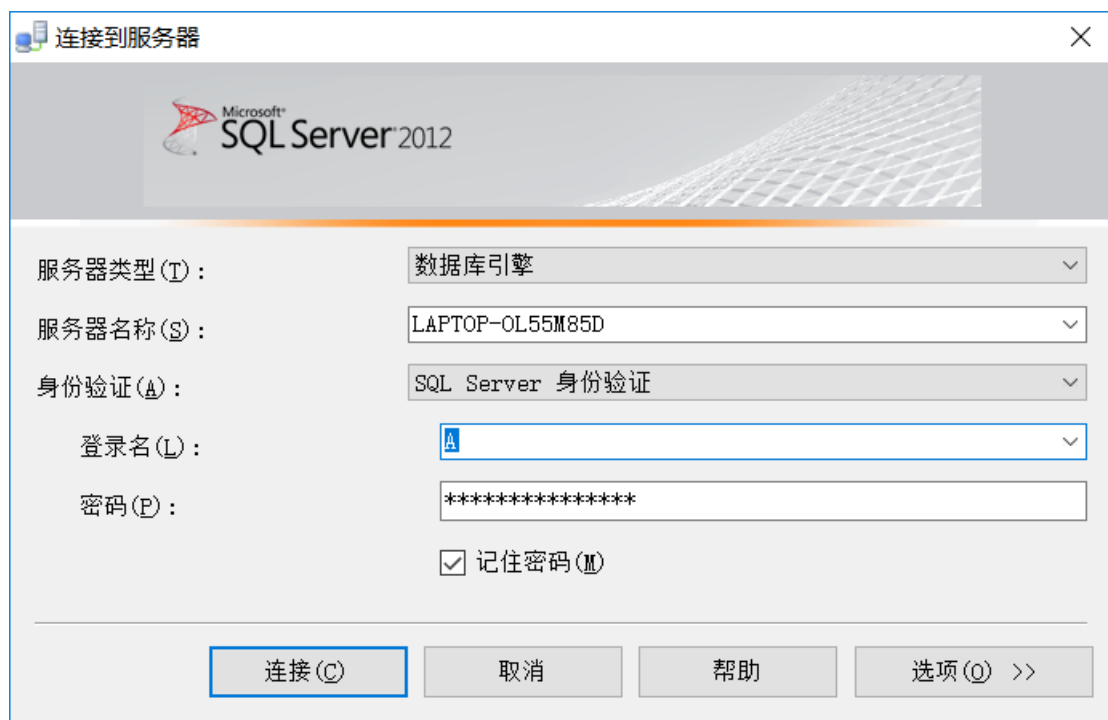 连接到服务器
Microsoft®
SQL Server® 2012
服务器类型(T): 数据库引擎
服务器名称(S): LAPTOP-OL55M85D
身份验证(A): SQL Server 身份验证
登录名(L): A
密码(P): ***************
记住密码(M)
连接(C) 取消 帮助 选项(O) >>